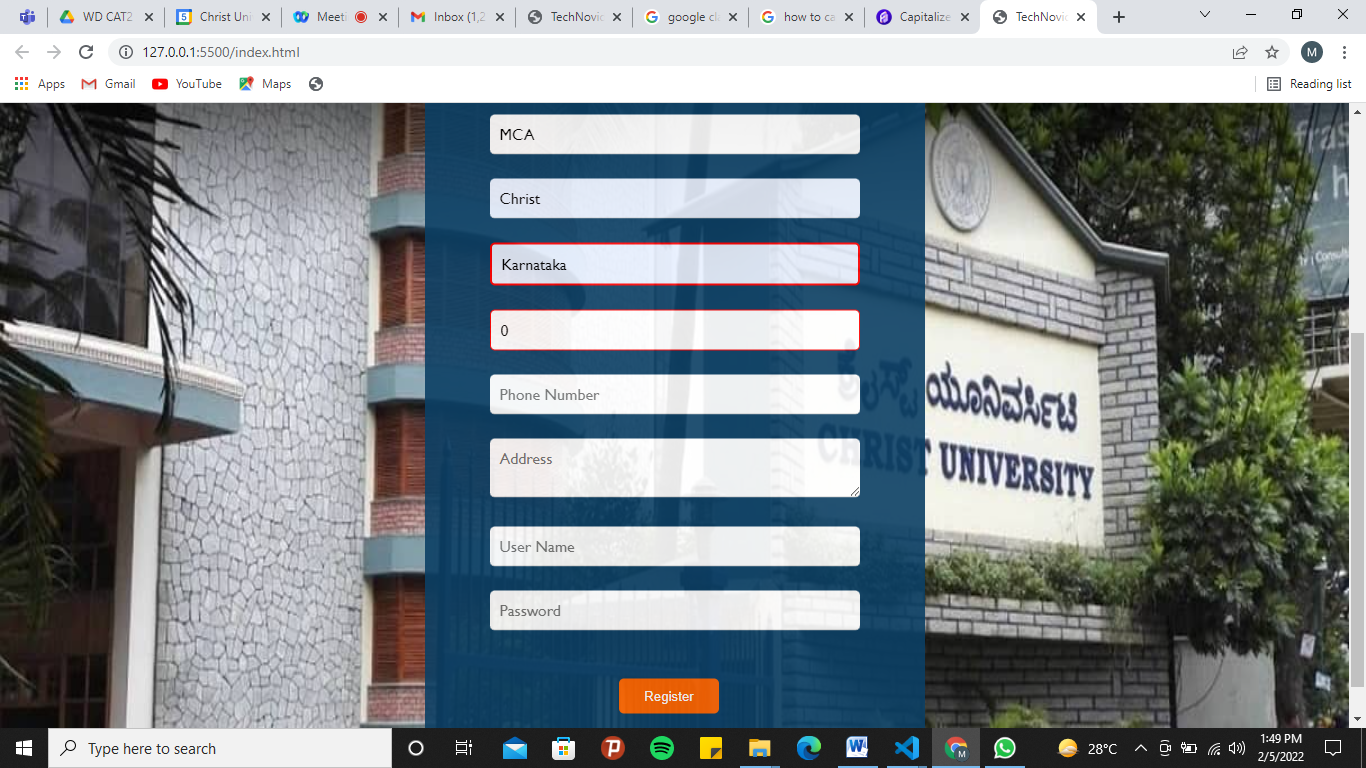 WD CAT2
Christ Uni
Meeti
Inbox (1,2
TechNovic
google cla
how to ca
Capitalize
TechNovic
127.0.0.1:5500/index.html
M
Apps
Gmail
YouTube
Maps
Reading list
MCA
Christ
Karnataka
0
Phone Number
Address
User Name
Password
Register
ಕ್ರೈಸ್ಟ್ ಯೂನಿವರ್ಸಿಟಿ
CHRIST UNIVERSITY
Type here to search
28°C
1:49 PM
2/5/2022